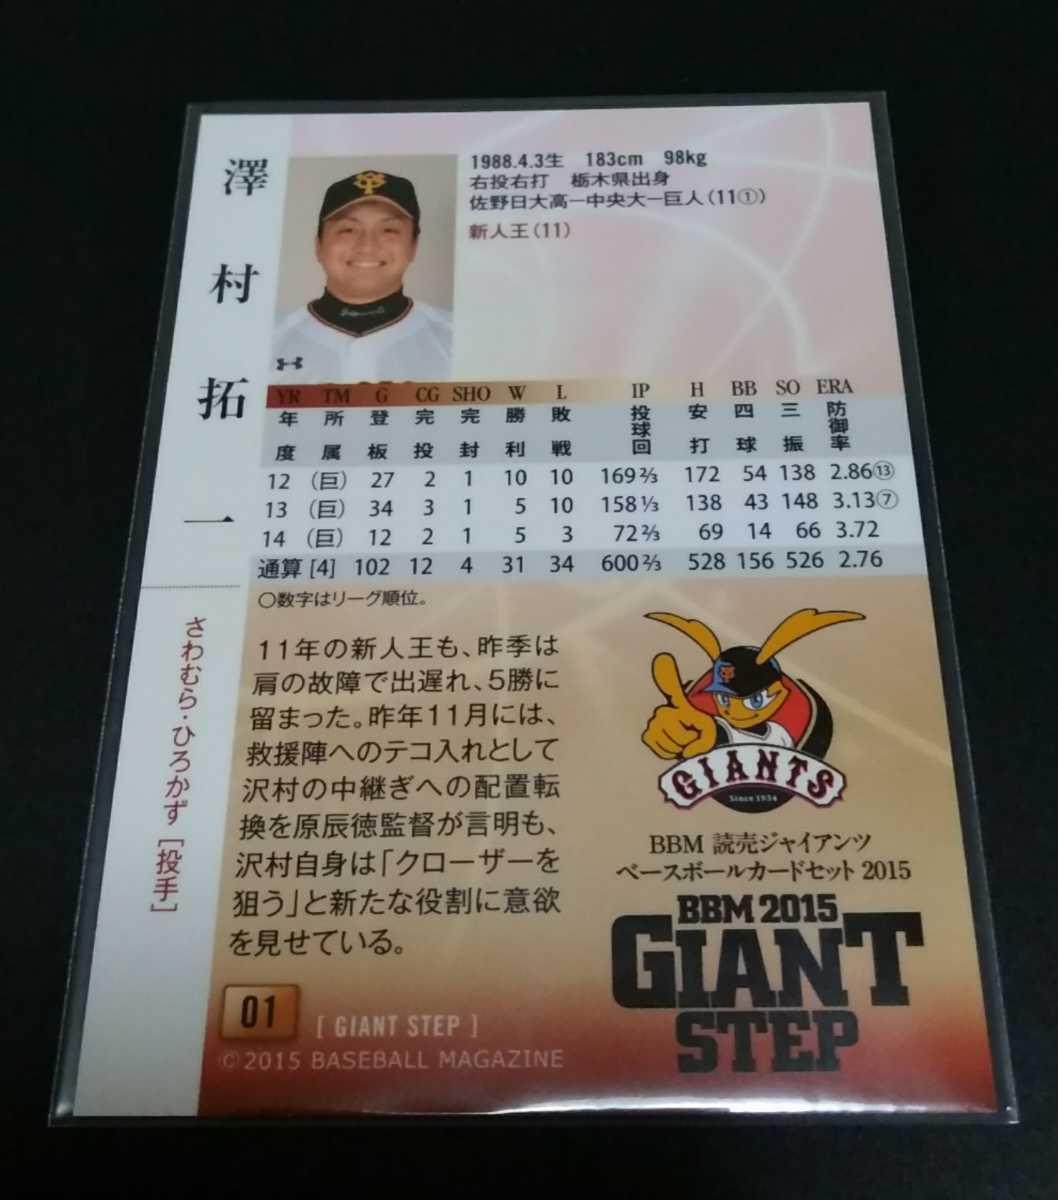 澤村拓一
さわむら・ひろかず［投手］
1988.4.3生 183cm 98kg
右投右打 栃木県出身
佐野日大高ー中央大ー巨人（11①）
新人王（11）
YR TM G CG SHO W L IP H BB SO ERA
年度 所属 登板 完投 完封 勝利 敗戦 投球回 安打 四球 三振 防御率
12 （巨） 27 2 1 10 10 169 2/3 172 54 138 2.86⑬
13 （巨） 34 3 1 5 10 158 1/3 138 43 148 3.13⑦
14 （巨） 12 2 1 5 3 72 2/3 69 14 66 3.72
通算 [4] 102 12 4 31 34 600 2/3 528 156 526 2.76
○数字はリーグ順位。
11年の新人王も、昨季は
肩の故障で出遅れ、5勝に
留まった。昨年11月には、
救援陣へのテコ入れとして
沢村の中継ぎへの配置転
換を原辰徳監督が言明も、
沢村自身は「クローザーを
狙う」と新たな役割に意欲
を見せている。
GIANTS
Since 1934
BBM 読売ジャイアンツ
ベースボールカードセット 2015
BBM 2015
GIANT
STEP
01
[ GIANT STEP ]
©2015 BASEBALL MAGAZINE